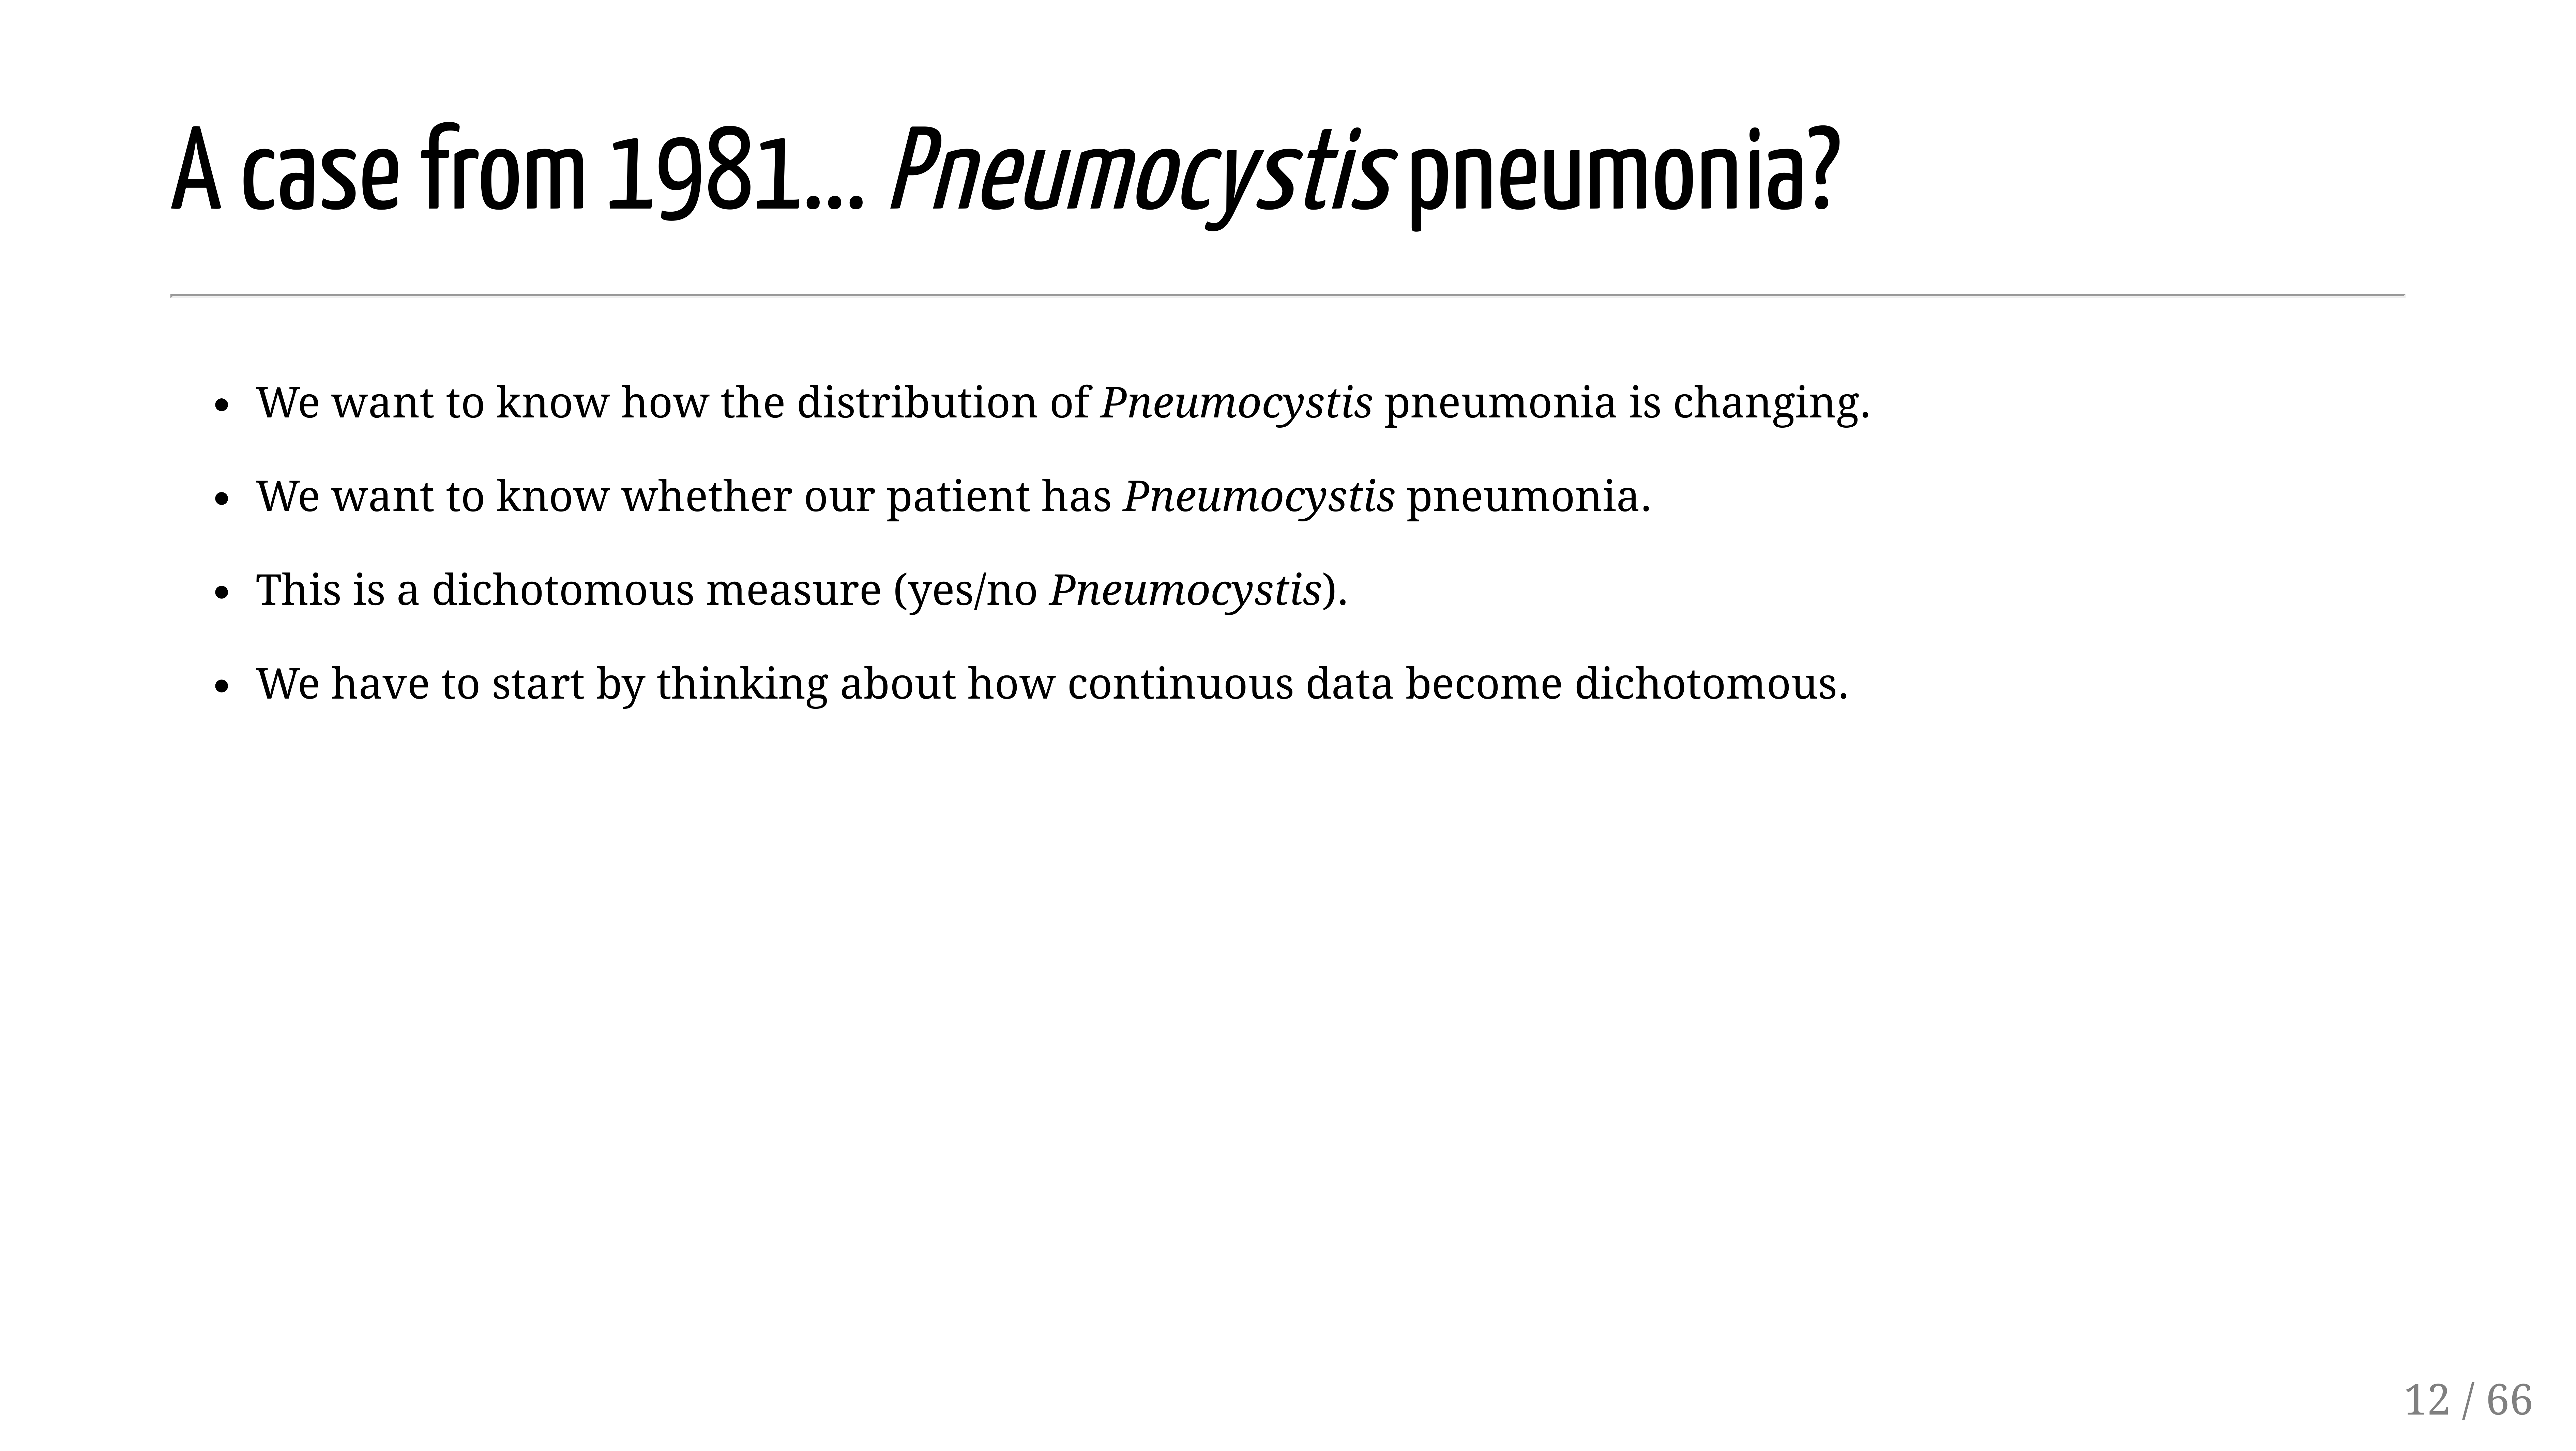 A case from 1981... Pneumocystis pneumonia?
• We want to know how the distribution of Pneumocystis pneumonia is changing.
• We want to know whether our patient has Pneumocystis pneumonia.
• This is a dichotomous measure (yes/no Pneumocystis).
• We have to start by thinking about how continuous data become dichotomous.
12 / 66